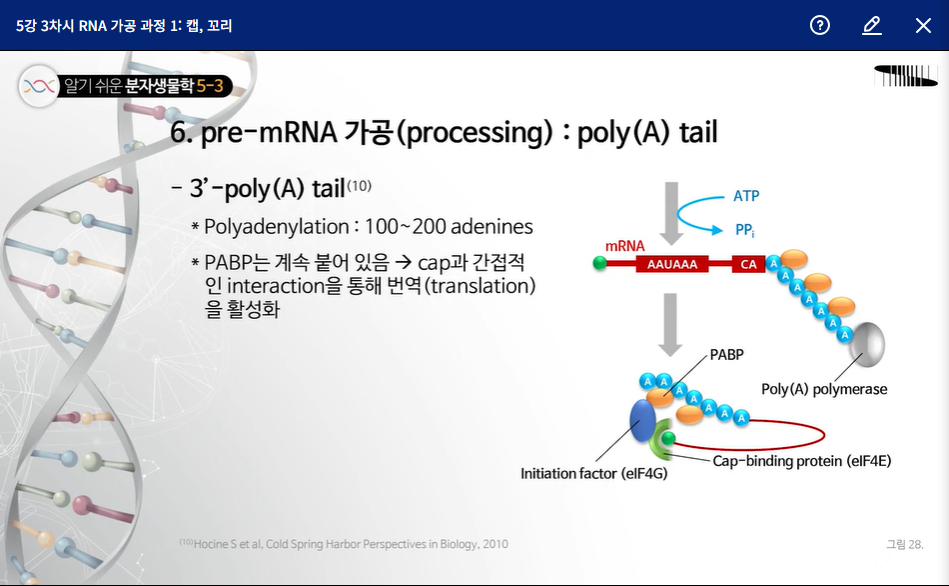 5강 3차시 RNA 가공 과정 1: 캡, 꼬리
알기 쉬운 분자생물학 5-3
6. pre-mRNA 가공(processing) : poly(A) tail
- 3’-poly(A) tail(10)
* Polyadenylation : 100~200 adenines
* PABP는 계속 붙어 있음 → cap과 간접적
인 interaction을 통해 번역(translation)
을 활성화
ATP
PPi
mRNA
AAUAAA
CA
A
A
A
A
A
A
A
Poly(A) polymerase
PABP
A
A
A
A
A
A
A
Initiation factor (eIF4G)
Cap-binding protein (eIF4E)
(10)Hocine S et al, Cold Spring Harbor Perspectives in Biology, 2010
그림 28.